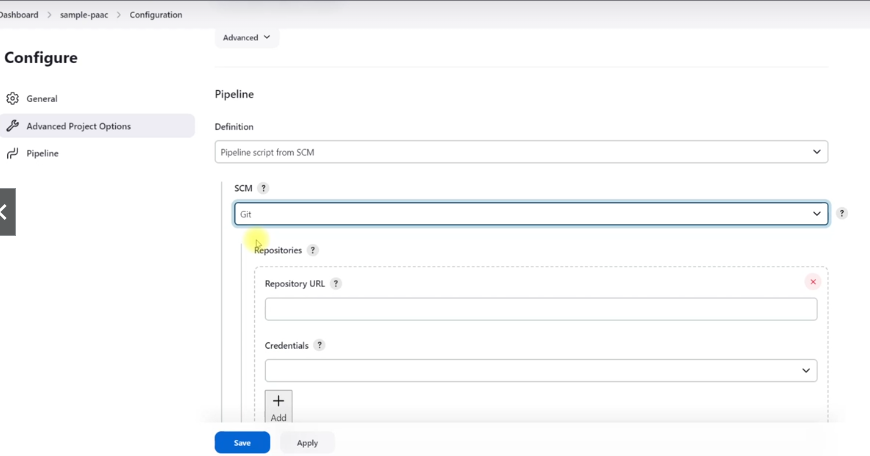 Dashboard > sample-paac > Configuration
Configure
General
Advanced Project Options
Pipeline
Advanced
Pipeline
Definition
Pipeline script from SCM
SCM ?
Git
?
Repositories ?
Repository URL ?
Credentials ?
Add
Save
Apply